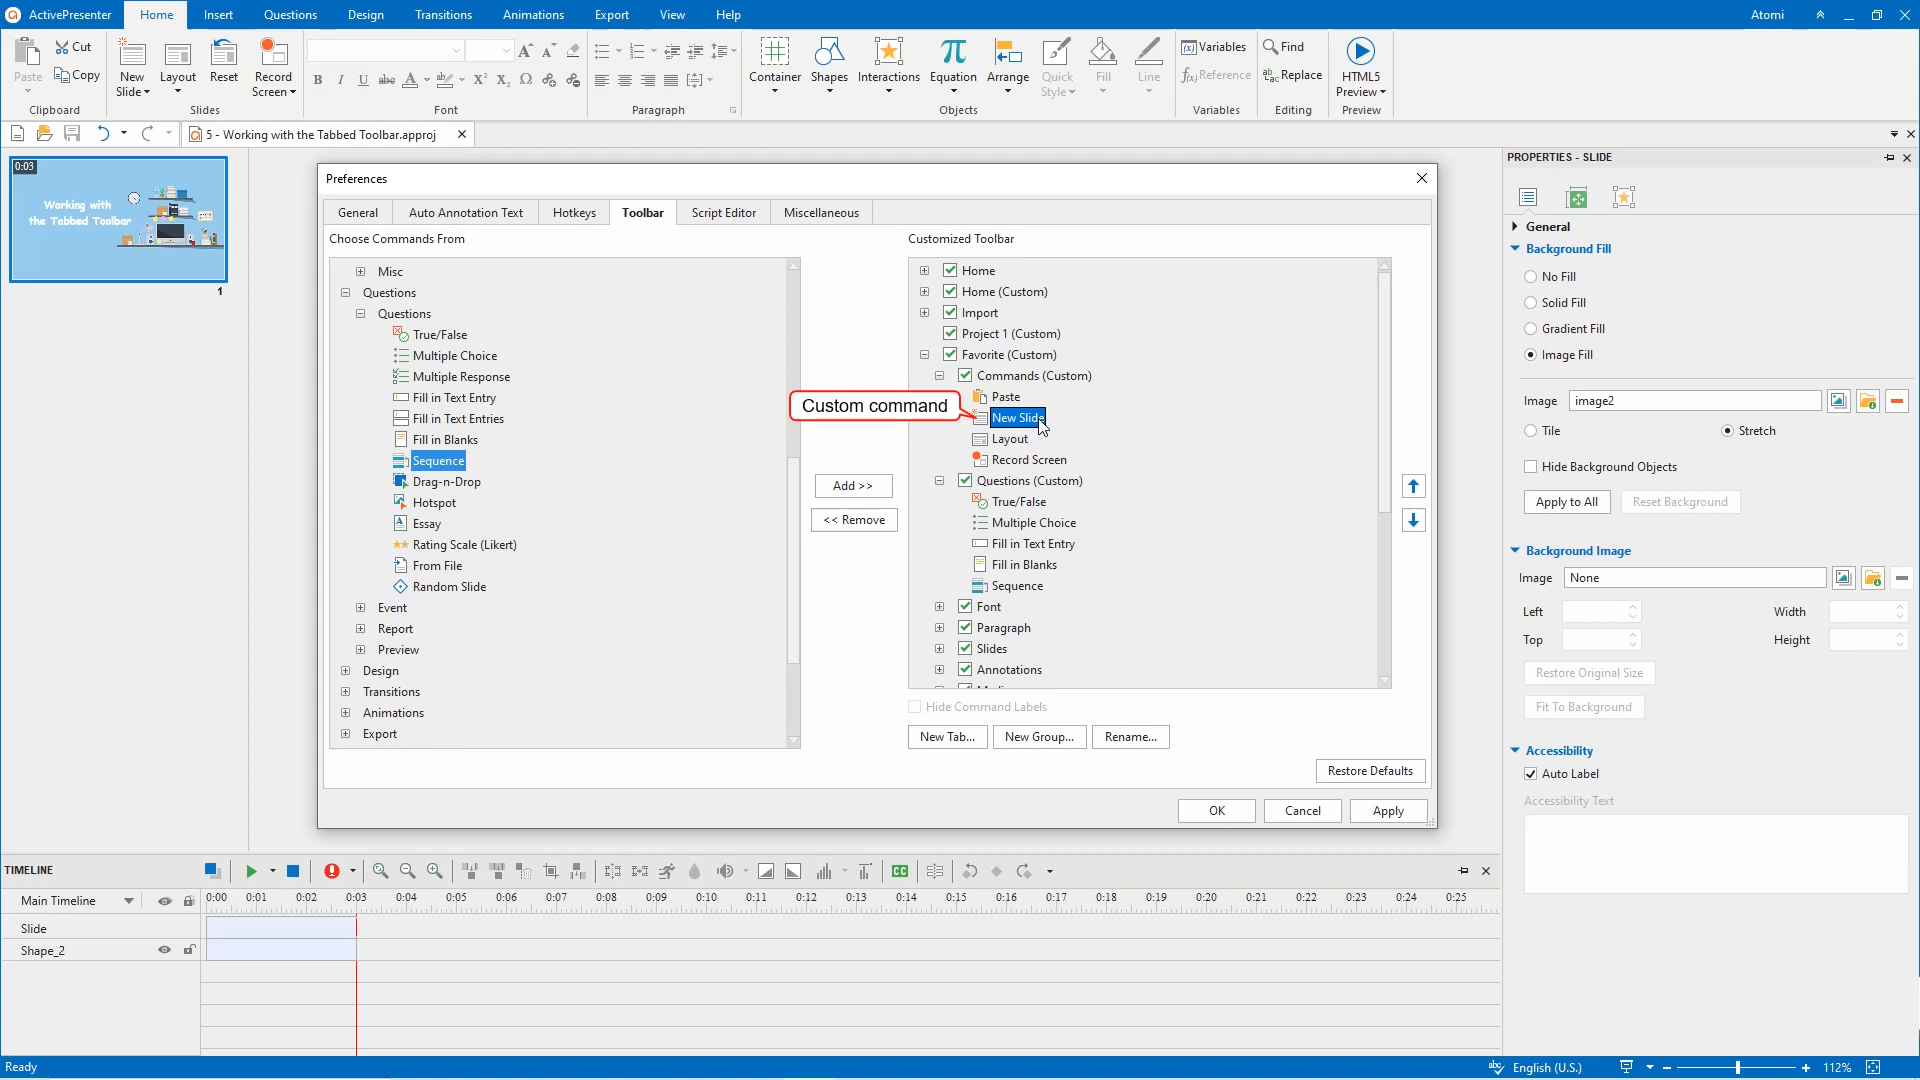 ActivePresenter
Home
Insert
Questions
Design
Transitions
Animations
Export
View
Help
Atomi
Paste
Cut
Copy
Clipboard
New
Slide
Layout
Reset
Record
Screen
Slides
Font
Paragraph
Container
Shapes
Interactions
Equation
Arrange
Quick
Style
Fill
Line
Objects
Variables
Reference
Variables
Find
Replace
Editing
HTML5
Preview
Preview
5 - Working with the Tabbed Toolbar.approj
0:03
Working with
the Tabbed Toolbar
1
Preferences
General
Auto Annotation Text
Hotkeys
Toolbar
Script Editor
Miscellaneous
Choose Commands From
Misc
Questions
Questions
True/False
Multiple Choice
Multiple Response
Fill in Text Entry
Fill in Text Entries
Fill in Blanks
Sequence
Drag-n-Drop
Hotspot
Essay
Rating Scale (Likert)
From File
Random Slide
Event
Report
Preview
Design
Transitions
Animations
Export
Add >>
<< Remove
Customized Toolbar
Home
Home (Custom)
Import
Project 1 (Custom)
Favorite (Custom)
Commands (Custom)
Paste
Custom command
New Slide
Layout
Record Screen
Questions (Custom)
True/False
Multiple Choice
Fill in Text Entry
Fill in Blanks
Sequence
Font
Paragraph
Slides
Annotations
Hide Command Labels
New Tab...
New Group...
Rename...
Restore Defaults
OK
Cancel
Apply
PROPERTIES - SLIDE
General
Background Fill
No Fill
Solid Fill
Gradient Fill
Image Fill
Image
image2
Tile
Stretch
Hide Background Objects
Apply to All
Reset Background
Background Image
Image
None
Left
Width
Top
Height
Restore Original Size
Fit To Background
Accessibility
Auto Label
Accessibility Text
TIMELINE
CC
Main Timeline
0:00 0:01 0:02 0:03 0:04 0:05 0:06 0:07 0:08 0:09 0:10 0:11 0:12 0:13 0:14 0:15 0:16 0:17 0:18 0:19 0:20 0:21 0:22 0:23 0:24 0:25
Slide
Shape_2
Ready
English (U.S.)
112%